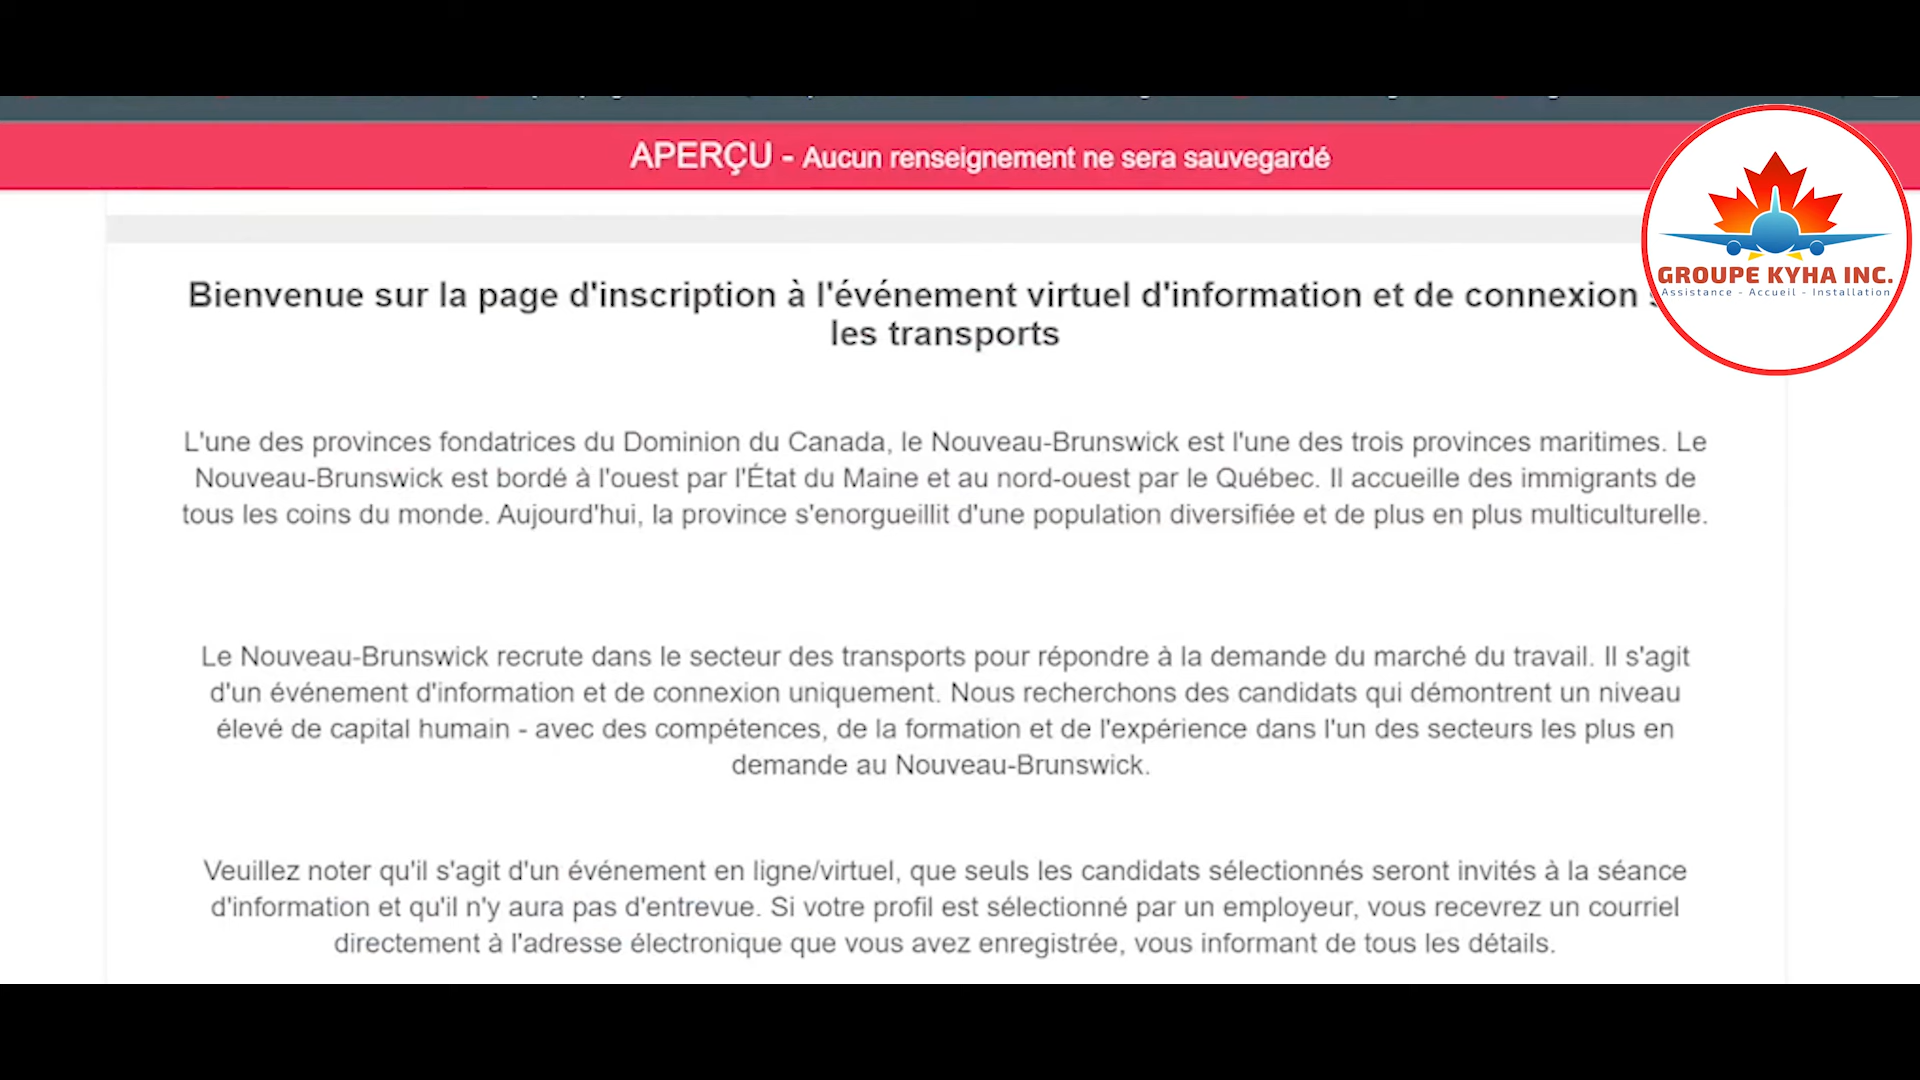 APERÇU - Aucun renseignement ne sera sauvegardé
GROUPE KYHA INC.
Assistance - Accueil - Installation
Bienvenue sur la page d'inscription à l'événement virtuel d'information et de connexion
les transports
L'une des provinces fondatrices du Dominion du Canada, le Nouveau-Brunswick est l'une des trois provinces maritimes. Le
Nouveau-Brunswick est bordé à l'ouest par l'État du Maine et au nord-ouest par le Québec. Il accueille des immigrants de
tous les coins du monde. Aujourd'hui, la province s'enorgueillit d'une population diversifiée et de plus en plus multiculturelle.
Le Nouveau-Brunswick recrute dans le secteur des transports pour répondre à la demande du marché du travail. Il s'agit
d'un événement d'information et de connexion uniquement. Nous recherchons des candidats qui démontrent un niveau
élevé de capital humain - avec des compétences, de la formation et de l'expérience dans l'un des secteurs les plus en
demande au Nouveau-Brunswick.
Veuillez noter qu'il s'agit d'un événement en ligne/virtuel, que seuls les candidats sélectionnés seront invités à la séance
d'information et qu'il n'y aura pas d'entrevue. Si votre profil est sélectionné par un employeur, vous recevrez un courriel
directement à l'adresse électronique que vous avez enregistrée, vous informant de tous les détails.